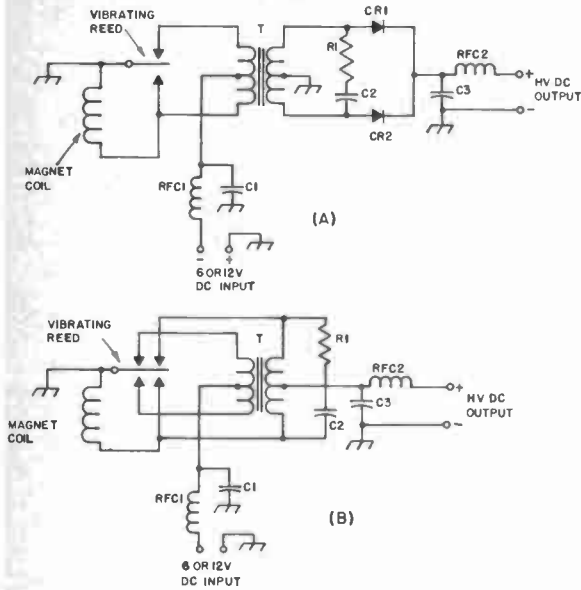 VIBRATING
REED
T
CR1
R1
C2
CR2
RFC2
C3
+
HV DC
OUTPUT
-
MAGNET
COIL
RFC1
C1
(A)
- +
6 OR 12V
DC INPUT
VIBRATING
REED
T
R1
C2
RFC2
C3
+
HV DC
OUTPUT
-
MAGNET
COIL
RFC1
C1
(B)
6 OR 12V
DC INPUT